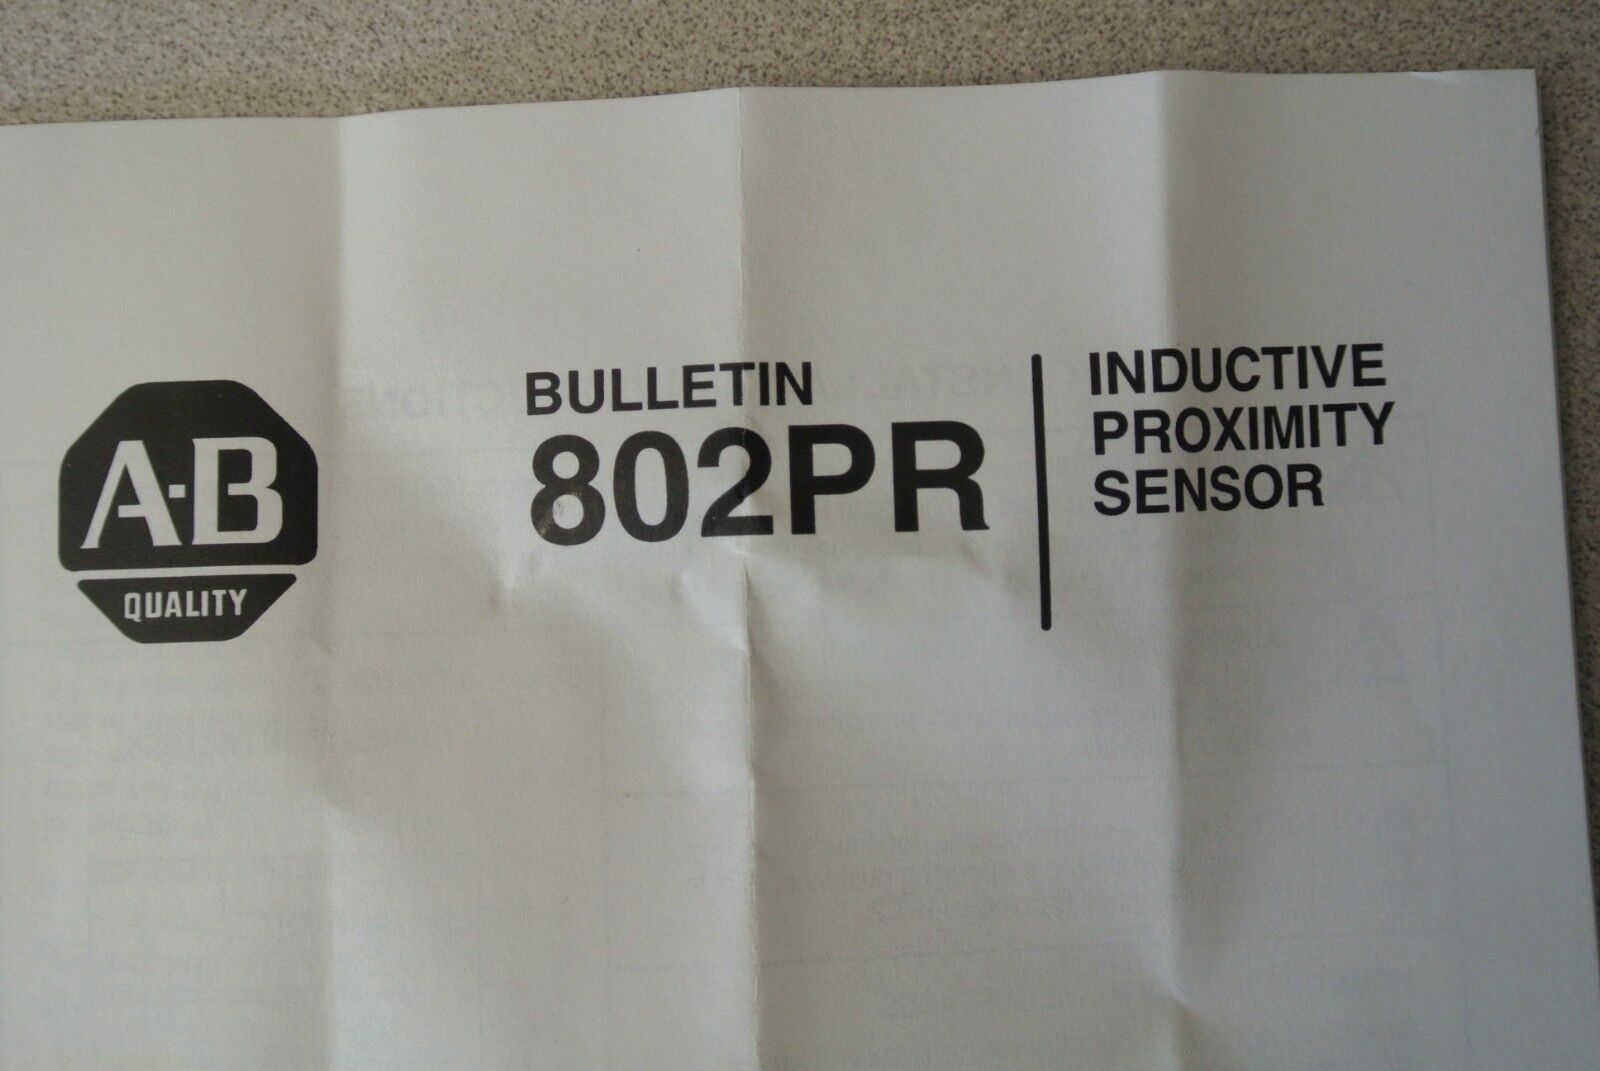 A-B
QUALITY
BULLETIN
802PR
INDUCTIVE
PROXIMITY
SENSOR